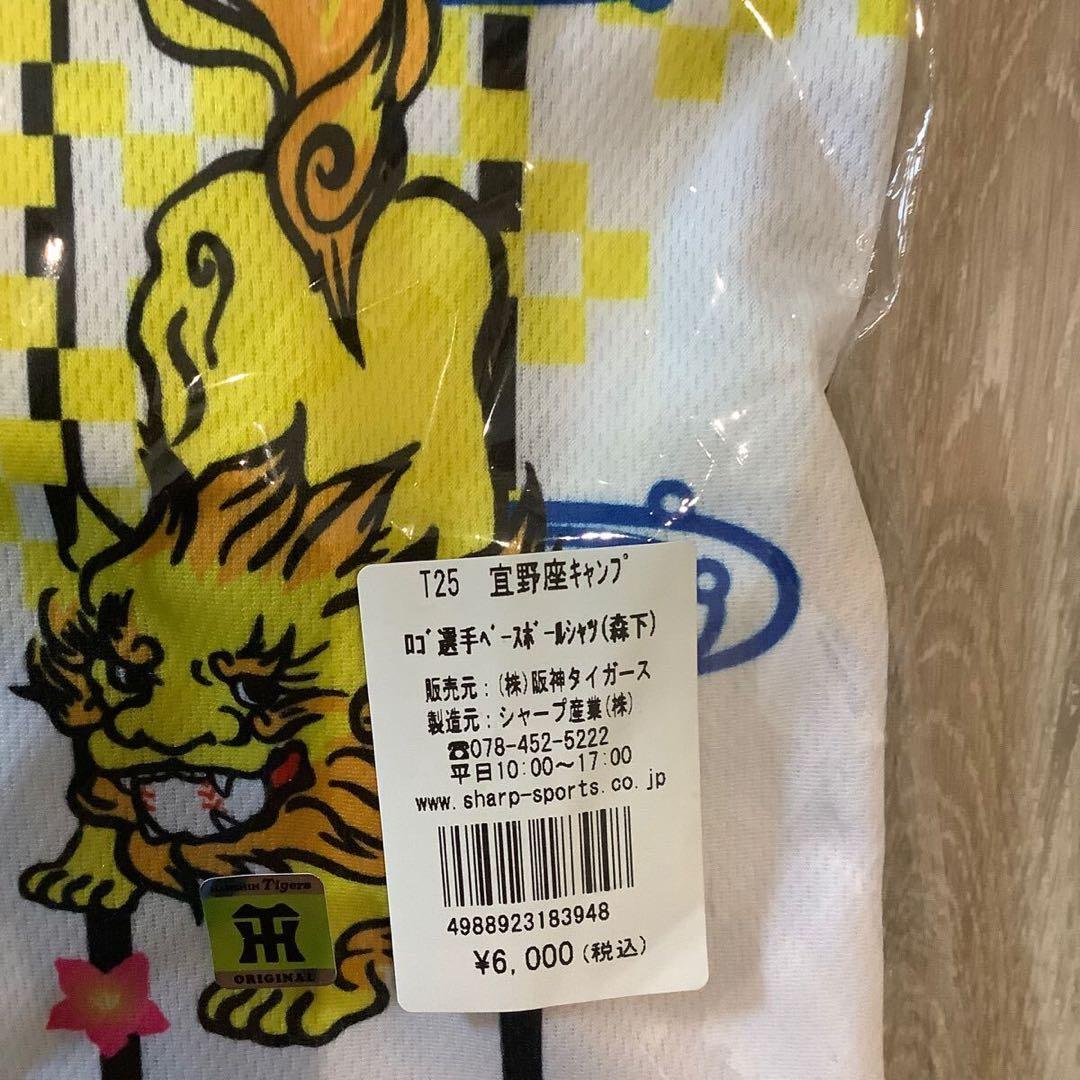 T25 宜野座ｷｬﾝﾌﾟ
ﾛｺﾞ選手ﾍﾞｰｽﾎﾞｰﾙｼｬﾂ(森下)
販売元：(株)阪神タイガース
製造元：シャープ産業(株)
☎078-452-5222
平日10:00～17:00
www.sharp-sports.co.jp
4988923183948
¥6,000(税込)
HANSHIN Tigers
TH
ORIGINAL